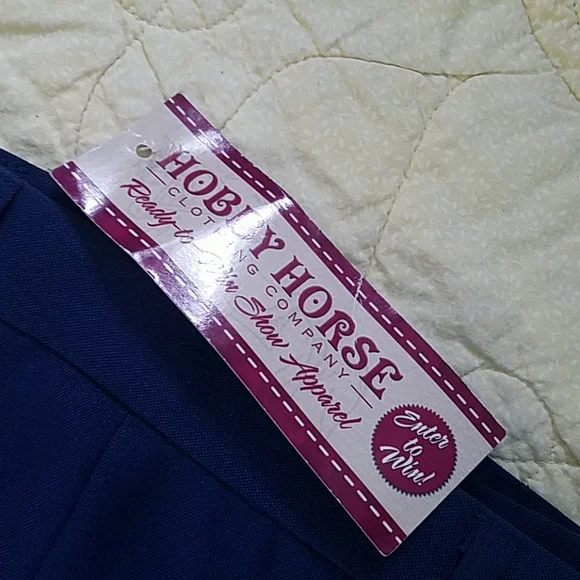 HOBBY HORSE
CLOTHING COMPANY
Ready-to-Win Show Apparel
Enter
to
Win!